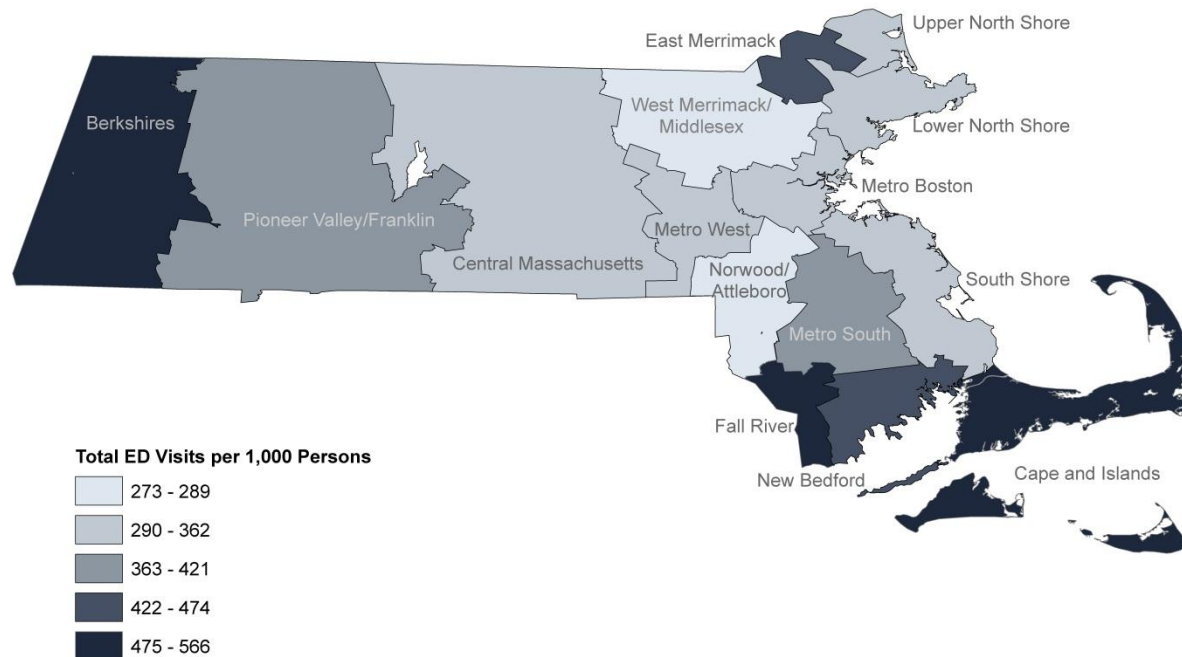 Upper North Shore
East Merrimack
Berkshires
West Merrimack/
Middlesex
Lower North Shore
Metro Boston
Pioneer Valley/Franklin
Metro West
Central Massachusetts
Norwood/
Attleboro
South Shore
Metro South
Fall River
New Bedford
Cape and Islands
Total ED Visits per 1,000 Persons
273 - 289
290 - 362
363 - 421
422 - 474
475 - 566